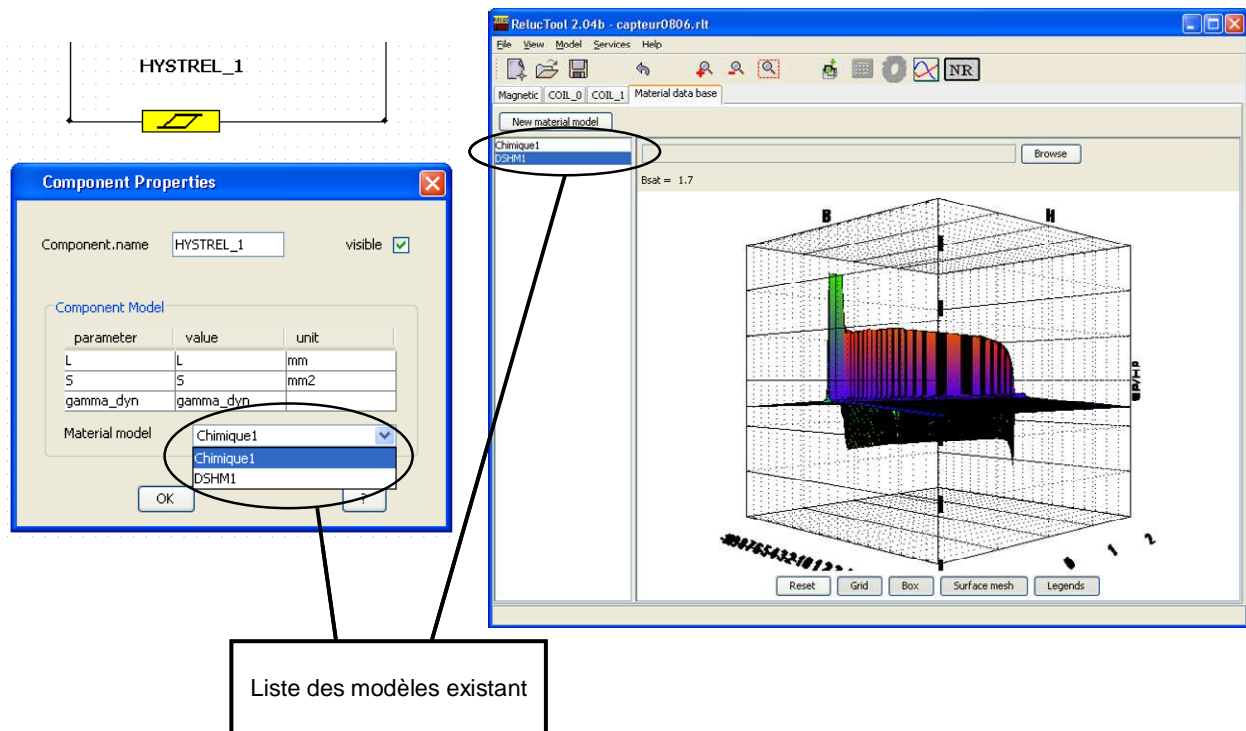 HYSTREL_1
Component Properties
Component.name HYSTREL_1 visible
Component Model
parameter value unit
L L mm
S S mm2
gamma_dyn gamma_dyn
Material model Chimique1
Chimique1
DSHM1
OK ?
RelucTool 2.04b - capteur0806.rlt
File View Model Services Help
NR
Magnetic COIL_0 COIL_1 Material data base
New material model
Chimique1
DSHM1
Browse
Bsat = 1.7
B H
0 1 2
Reset Grid Box Surface mesh Legends
Liste des modèles existant